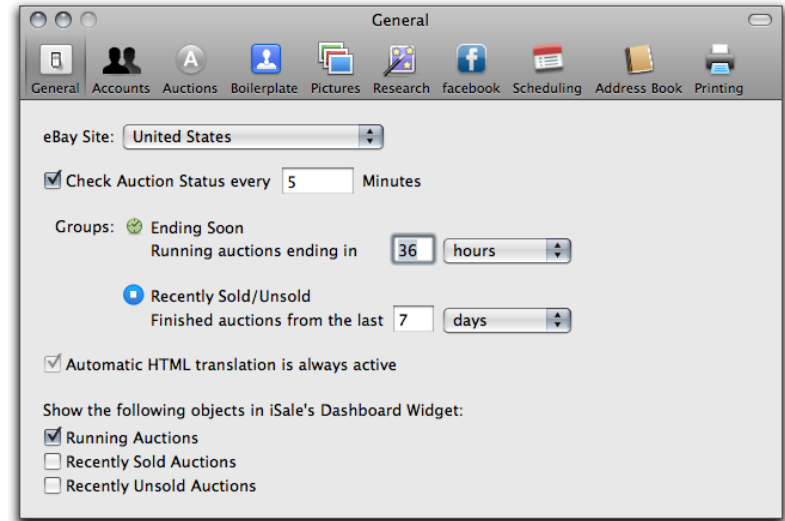 General
General Accounts Auctions Boilerplate Pictures Research facebook Scheduling Address Book Printing
eBay Site: United States
Check Auction Status every 5 Minutes
Groups: Ending Soon
Running auctions ending in 36 hours
Recently Sold/Unsold
Finished auctions from the last 7 days
Automatic HTML translation is always active
Show the following objects in iSale's Dashboard Widget:
Running Auctions
Recently Sold Auctions
Recently Unsold Auctions